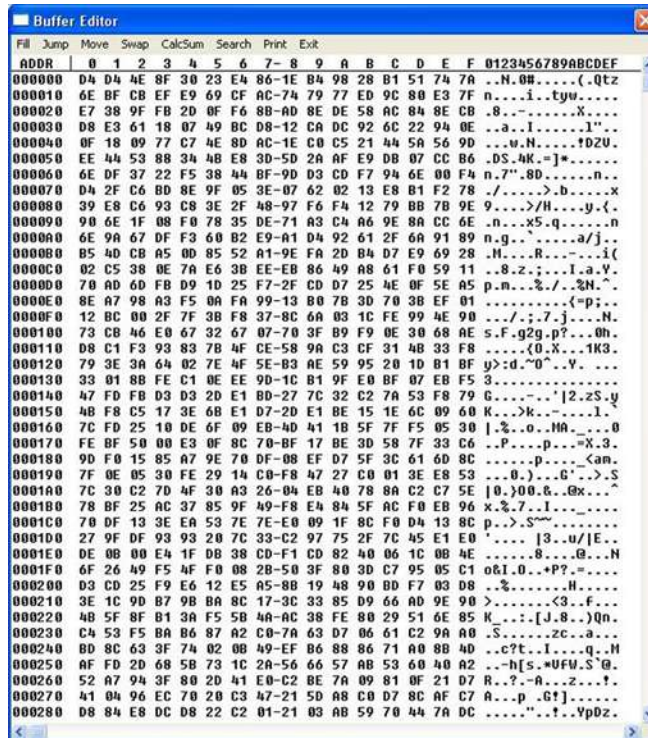 Buffer Editor
Fill Jump Move Swap CalcSum Search Print Exit
ADDR 0 1 2 3 4 5 6 7- 8 9 A B C D E F 0123456789ABCDEF
000000 D4 D4 4E 8F 30 23 E4 86-1E B4 98 28 B1 51 74 7A ..N.0#.....(.Qtz
000010 6E BF CB EF E9 69 CF AC-74 79 77 ED 9C 80 E3 7F n....i..tyw.....
000020 E7 38 9F FB 2D 0F F6 8B-AD 8E DE 58 AC 84 8E CB .8..-......X....
000030 D8 E3 61 18 07 49 BC D8-12 CA DC 92 6C 22 94 0E ..a..I......l"..
000040 0F 18 09 77 C7 4E 8D AC-1E C0 C5 21 44 5A 56 9D ...w.N.....!DZV.
000050 EE 44 53 88 34 4B E8 3D-5D 2A AF E9 DB 07 CC B6 .DS.4K.=]*......
000060 6E DF 37 22 F5 38 44 BF-9D D3 CD F7 94 6E 00 F4 n.7".8D......n..
000070 D4 2F C6 BD 8E 9F 05 3E-07 62 02 13 E8 B1 F2 78 ./.....>.b.....x
000080 39 E8 C6 93 C8 3E 2F 48-97 F6 F4 12 79 BB 7B 9E 9....>/H....y.{.
000090 90 6E 1F 08 F0 78 35 DE-71 A3 C4 A6 9E 8A CC 6E .n...x5.q......n
0000A0 6E 9A 67 DF F3 60 B2 E9-A1 D4 92 61 2F 6A 91 89 n.g..`.....a/j..
0000B0 B5 4D CB A5 0D 85 52 A1-9E FA 2D B4 D7 E9 69 28 .M....R...-...i(
0000C0 02 C5 38 0E 7A E6 3B EE-EB 86 49 A8 61 F0 59 11 ..8.z.;...I.a.Y.
0000D0 70 AD 6D FB D9 1D 25 F7-2F CD D7 25 4E 0F 5E A5 p.m...%./..%N.^.
0000E0 8E A7 98 A3 F5 0A FA 99-13 B0 7B 3D 70 3B EF 01 ..........{=p;..
0000F0 12 BC 00 2F 7F 3B F8 37-8C 6A 03 1C FE 99 4E 90 .../.;.7.j....N.
000100 73 CB 46 E0 67 32 67 07-70 3F B9 F9 0E 30 68 AE s.F.g2g.p?...0h.
000110 D8 C1 F3 93 83 7B 4F CE-58 9A C3 CF 31 4B 33 F8 .....{O.X...1K3.
000120 79 3E 3A 64 02 7E 4F 5E-B3 AE 59 95 20 1D B1 BF y>:d.~O^..Y. ...
000130 33 01 8B FE C1 0E EE 9D-1C B1 9F E0 BF 07 EB F5 3...............
000140 47 FD FB D3 D3 2D E1 BD-27 7C 32 C2 7A 53 F8 79 G....-..'|2.zS.y
000150 4B F8 C5 17 3E 6B E1 D7-2D E1 BE 15 1E 6C 09 60 K...>k..-....l.`
000160 7C FD 25 10 DE 6F 09 EB-4D 41 1B 5F 7F F5 05 30 |.%..o..MA._...0
000170 FE BF 50 00 E3 0F 8C 70-BF 17 BE 3D 58 7F 33 C6 ..P....p...=X.3.
000180 9D F0 15 85 A7 9E 70 DF-08 EF D7 5F 3C 61 6D 8C ......p...._<am.
000190 7F 0E 05 30 FE 29 14 C0-F8 47 27 C0 01 3E E8 53 ...0.)...G'..>.S
0001A0 7C 30 C2 7D 4F 30 A3 26-04 EB 40 78 8A C2 C7 5E |0.}O0.&..@x...^
0001B0 78 BF 25 AC 37 85 9F 49-F8 E4 84 5F AC F0 EB 96 x.%.7..I..._....
0001C0 70 DF 13 3E EA 53 7E 7E-E0 09 1F 8C F0 D4 13 8C p..>.S~~........
0001D0 27 9F DF 93 93 20 7C 33-C2 97 75 2F 7C 45 E1 E0 '.... |3..u/|E..
0001E0 DE 0B 00 E4 1F DB 38 CD-F1 CD 82 40 06 1C 0B 4E ......8....@...N
0001F0 6F 26 49 F5 4F F0 08 2B-50 3F 80 3D C7 95 05 C1 o&I.O..+P?.=....
000200 D3 CD 25 F9 E6 12 E5 A5-8B 19 48 90 BD F7 03 D8 ..%.......H.....
000210 3E 1C 9D B7 9B BA 8C 17-3C 33 85 D9 66 AD 9E 90 >.......<3..f...
000220 4B 5F 8F B1 3A F5 5B 4A-AC 38 FE 80 29 51 6E 85 K_..:.[J.8..)Qn.
000230 C4 53 F5 BA B6 87 A2 C0-7A 63 D7 06 61 C2 9A A0 .S......zc..a...
000240 BD 8C 63 3F 74 02 0B 49-EF B6 88 86 71 A0 8B 4D ..c?t..I....q..M
000250 AF FD 2D 68 5B 73 1C 2A-56 66 57 AB 53 60 40 A2 ..-h[s.*VfW.S`@.
000260 52 A7 94 3F 80 2D 41 E0-C2 BE 7A 09 81 0F 21 D7 R..?.-A...z...!.
000270 41 04 96 EC 70 20 C3 47-21 5D A8 C0 D7 8C AF C7 A...p .G!]......
000280 D8 84 E8 DC D8 22 C2 01-21 03 AB 59 70 44 7A DC ....."..!..YpDz.